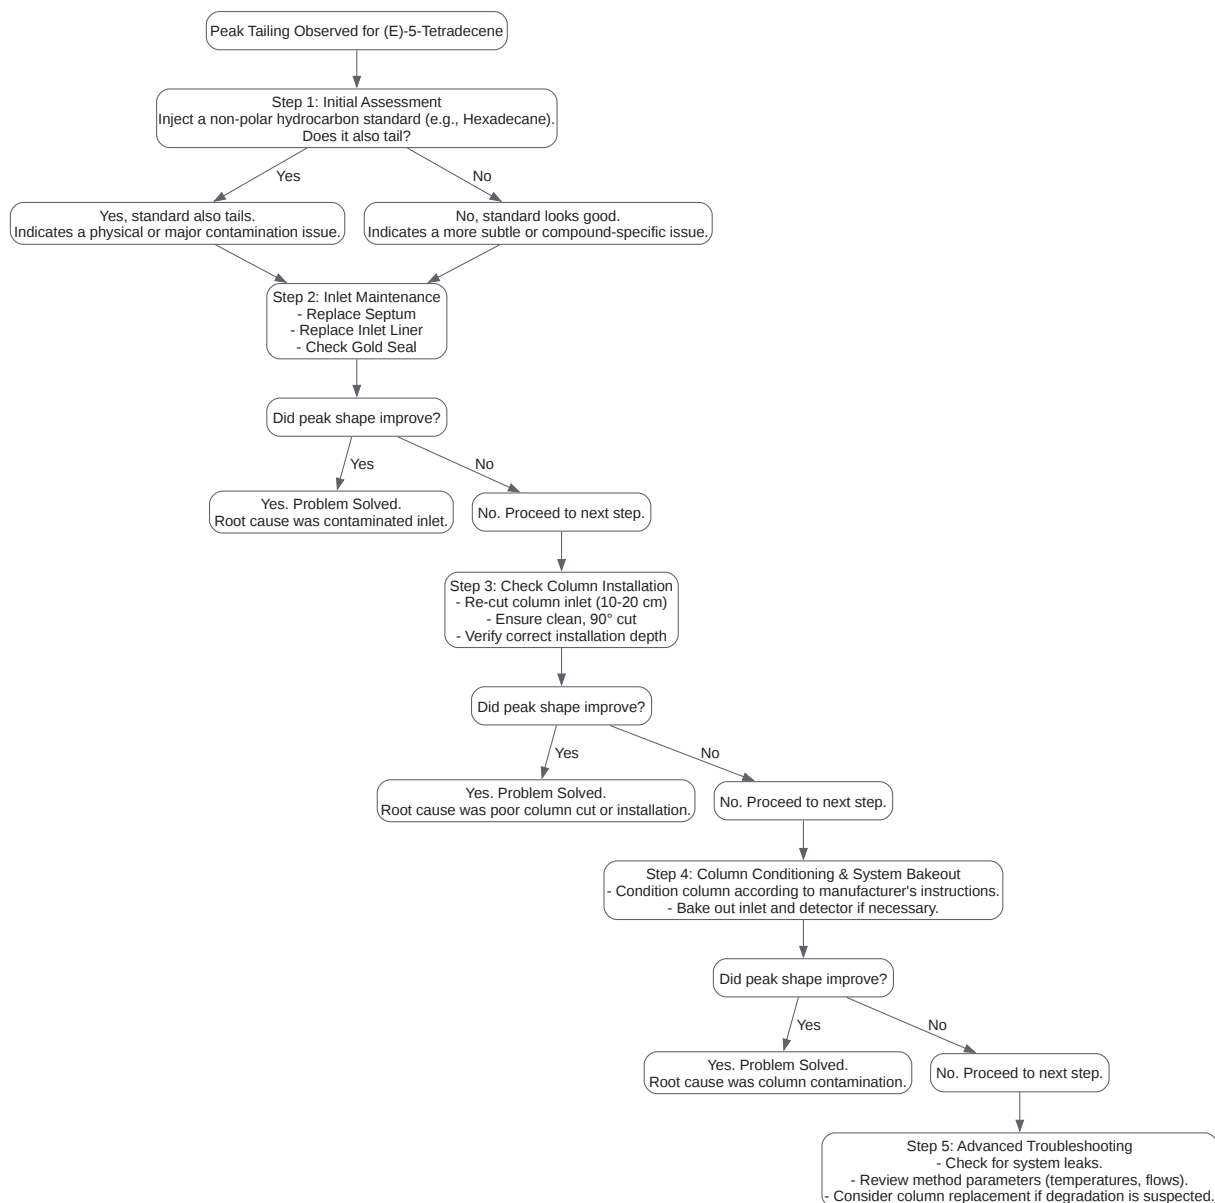 Peak Tailing Observed for (E)-5-Tetradecene
Step 1: Initial Assessment
Inject a non-polar hydrocarbon standard (e.g., Hexadecane).
Does it also tail?
Yes
No
Yes, standard also tails.
Indicates a physical or major contamination issue.
No, standard looks good.
Indicates a more subtle or compound-specific issue.
Step 2: Inlet Maintenance
- Replace Septum
- Replace Inlet Liner
- Check Gold Seal
Did peak shape improve?
Yes
No
Yes. Problem Solved.
Root cause was contaminated inlet.
No. Proceed to next step.
Step 3: Check Column Installation
- Re-cut column inlet (10-20 cm)
- Ensure clean, 90° cut
- Verify correct installation depth
Did peak shape improve?
Yes
No
Yes. Problem Solved.
Root cause was poor column cut or installation.
No. Proceed to next step.
Step 4: Column Conditioning & System Bakeout
- Condition column according to manufacturer's instructions.
- Bake out inlet and detector if necessary.
Did peak shape improve?
Yes
No
Yes. Problem Solved.
Root cause was column contamination.
No. Proceed to next step.
Step 5: Advanced Troubleshooting
- Check for system leaks.
- Review method parameters (temperatures, flows).
- Consider column replacement if degradation is suspected.